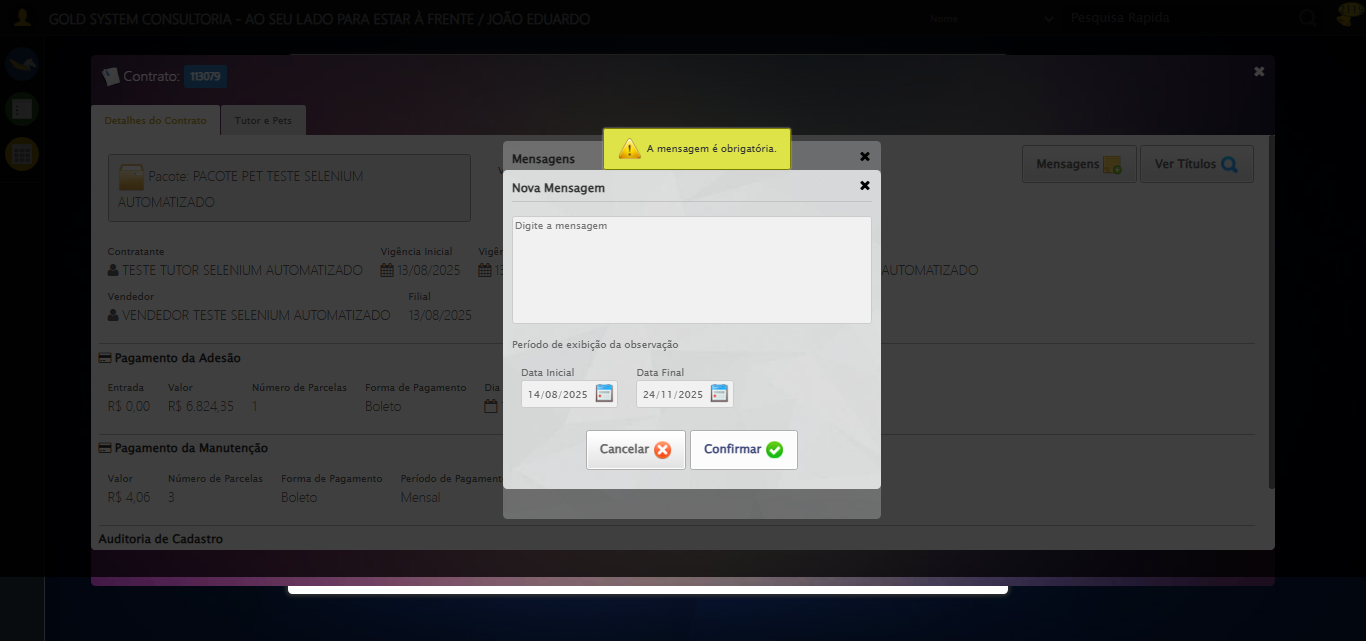 GOLD SYSTEM CONSULTORIA - AO SEU LADO PARA ESTAR À FRENTE / JOÃO EDUARDO
Nome
Pesquisa Rapida
Contrato: 113079
Detalhes do Contrato
Tutor e Pets
A mensagem é obrigatória.
Mensagens
Mensagens
Ver Títulos
Pacote: PACOTE PET TESTE SELENIUM
AUTOMATIZADO
Nova Mensagem
Digite a mensagem
Contratante
Vigência Inicial
TESTE TUTOR SELENIUM AUTOMATIZADO
13/08/2025
AUTOMATIZADO
Vendedor
Filial
VENDEDOR TESTE SELENIUM AUTOMATIZADO
13/08/2025
Período de exibição da observação
Data Inicial
Data Final
14/08/2025
24/11/2025
Cancelar
Confirmar
Pagamento da Adesão
Entrada
Valor
Número de Parcelas
Forma de Pagamento
Dia
R$ 0,00
R$ 6.824,35
1
Boleto
Pagamento da Manutenção
Valor
Número de Parcelas
Forma de Pagamento
Período de Pagamento
R$ 4,06
3
Boleto
Mensal
Auditoria de Cadastro